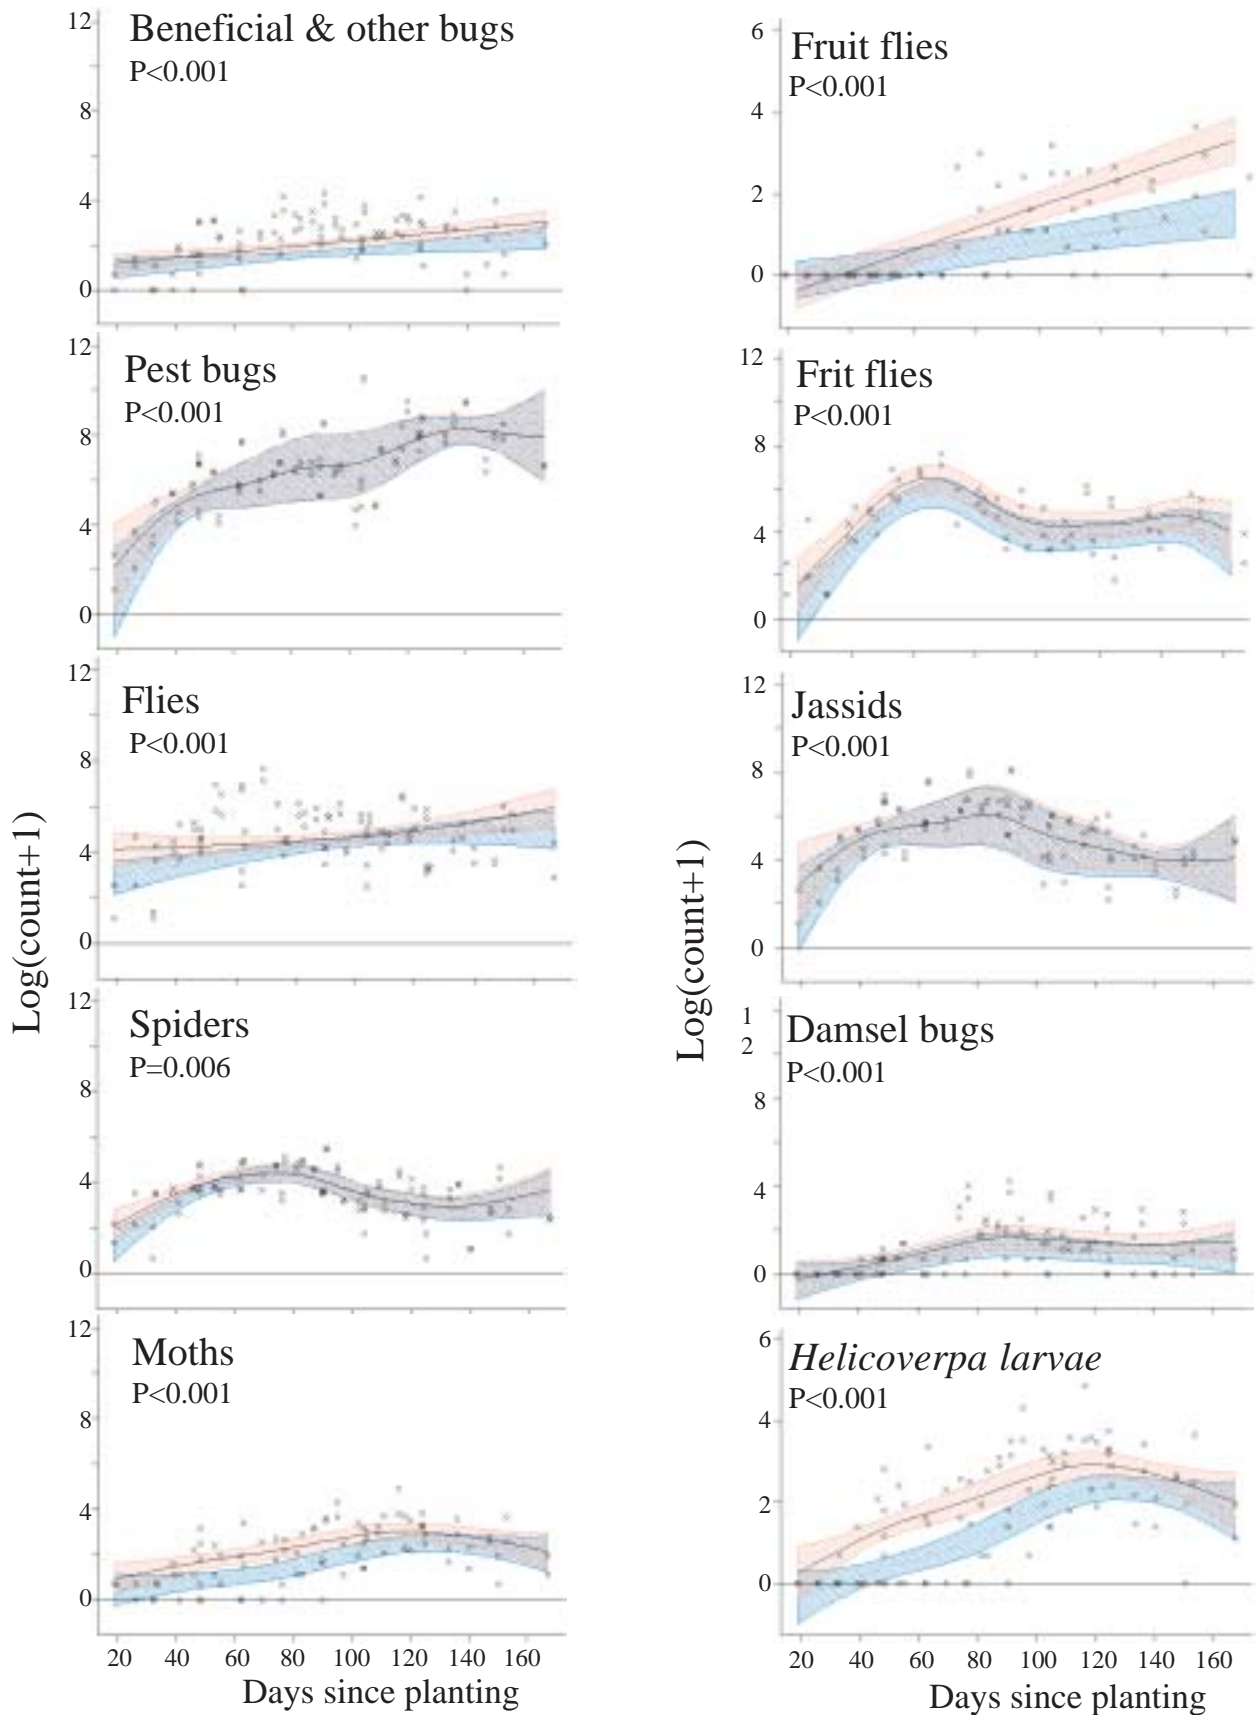 Beneficial & other bugs
P<0.001
12
8
4
0
Pest bugs
P<0.001
12
8
4
0
Flies
P<0.001
12
8
4
0
Spiders
P=0.006
12
8
4
0
Moths
P<0.001
12
8
4
0
20 40 60 80 100 120 140 160
Days since planting
Log(count+1)
Fruit flies
P<0.001
6
4
2
0
Frit flies
P<0.001
12
8
4
0
Jassids
P<0.001
12
8
4
0
Damsel bugs
P<0.001
1
2
8
4
0
Helicoverpa larvae
P<0.001
6
4
2
0
20 40 60 80 100 120 140 160
Days since planting
Log(count+1)